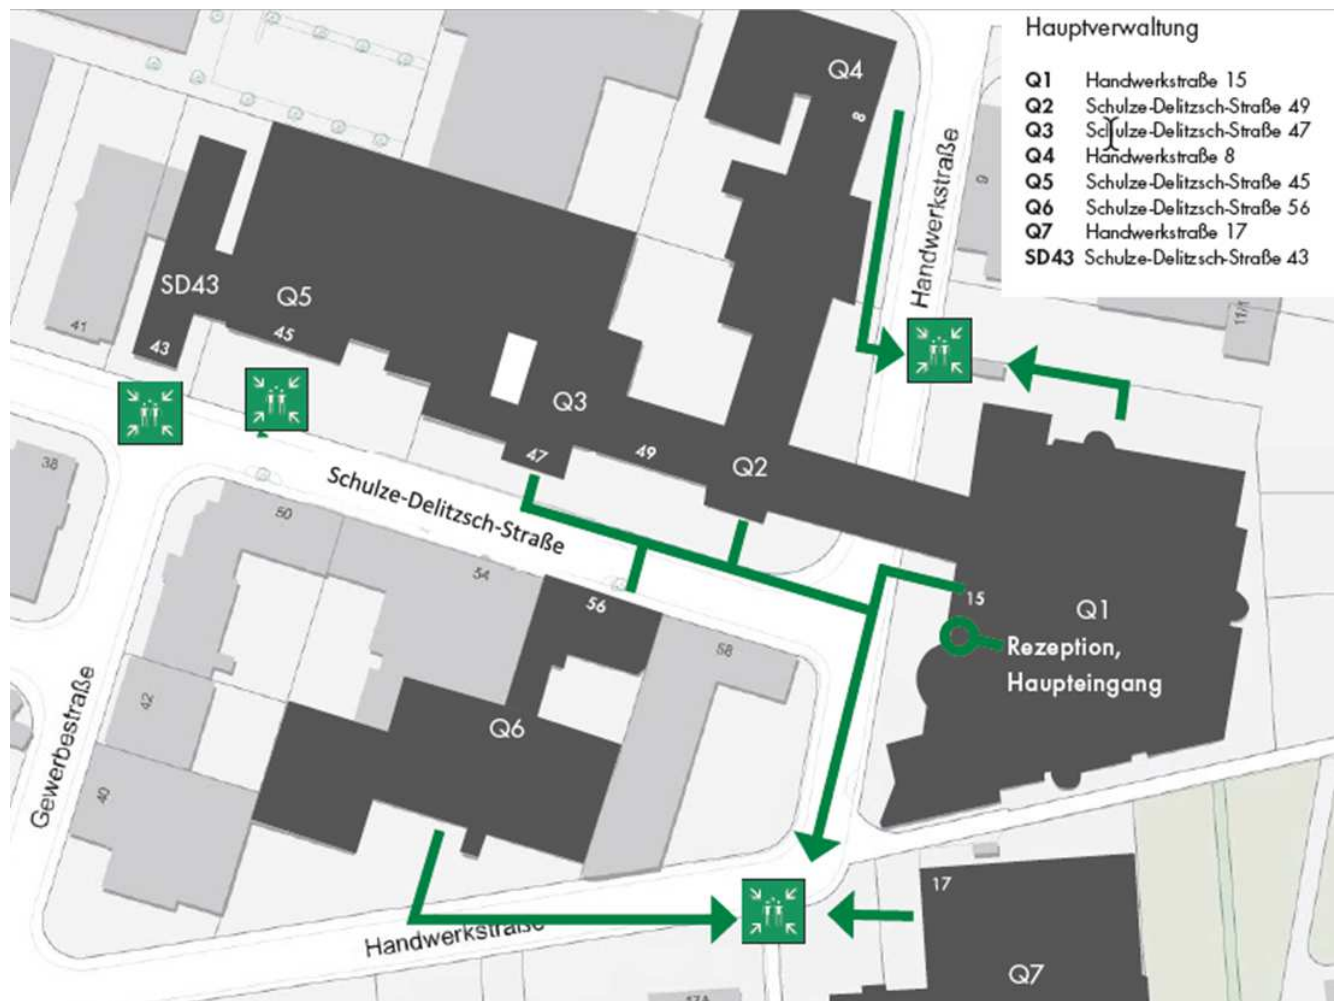 Hauptverwaltung
Q1 Handwerkstraße 15
Q2 Schulze-Delitzsch-Straße 49
Q3 Schulze-Delitzsch-Straße 47
Q4 Handwerkstraße 8
Q5 Schulze-Delitzsch-Straße 45
Q6 Schulze-Delitzsch-Straße 56
Q7 Handwerkstraße 17
SD43 Schulze-Delitzsch-Straße 43
Q4
8
Handwerkstraße
9
SD43
Q5
41
43
45
11/1
Q3
47
49
Q2
38
Schulze-Delitzsch-Straße
50
54
56
58
15
Q1
Rezeption,
Haupteingang
Q6
42
40
Gewerbestraße
Handwerkstraße
17
Q7
17A